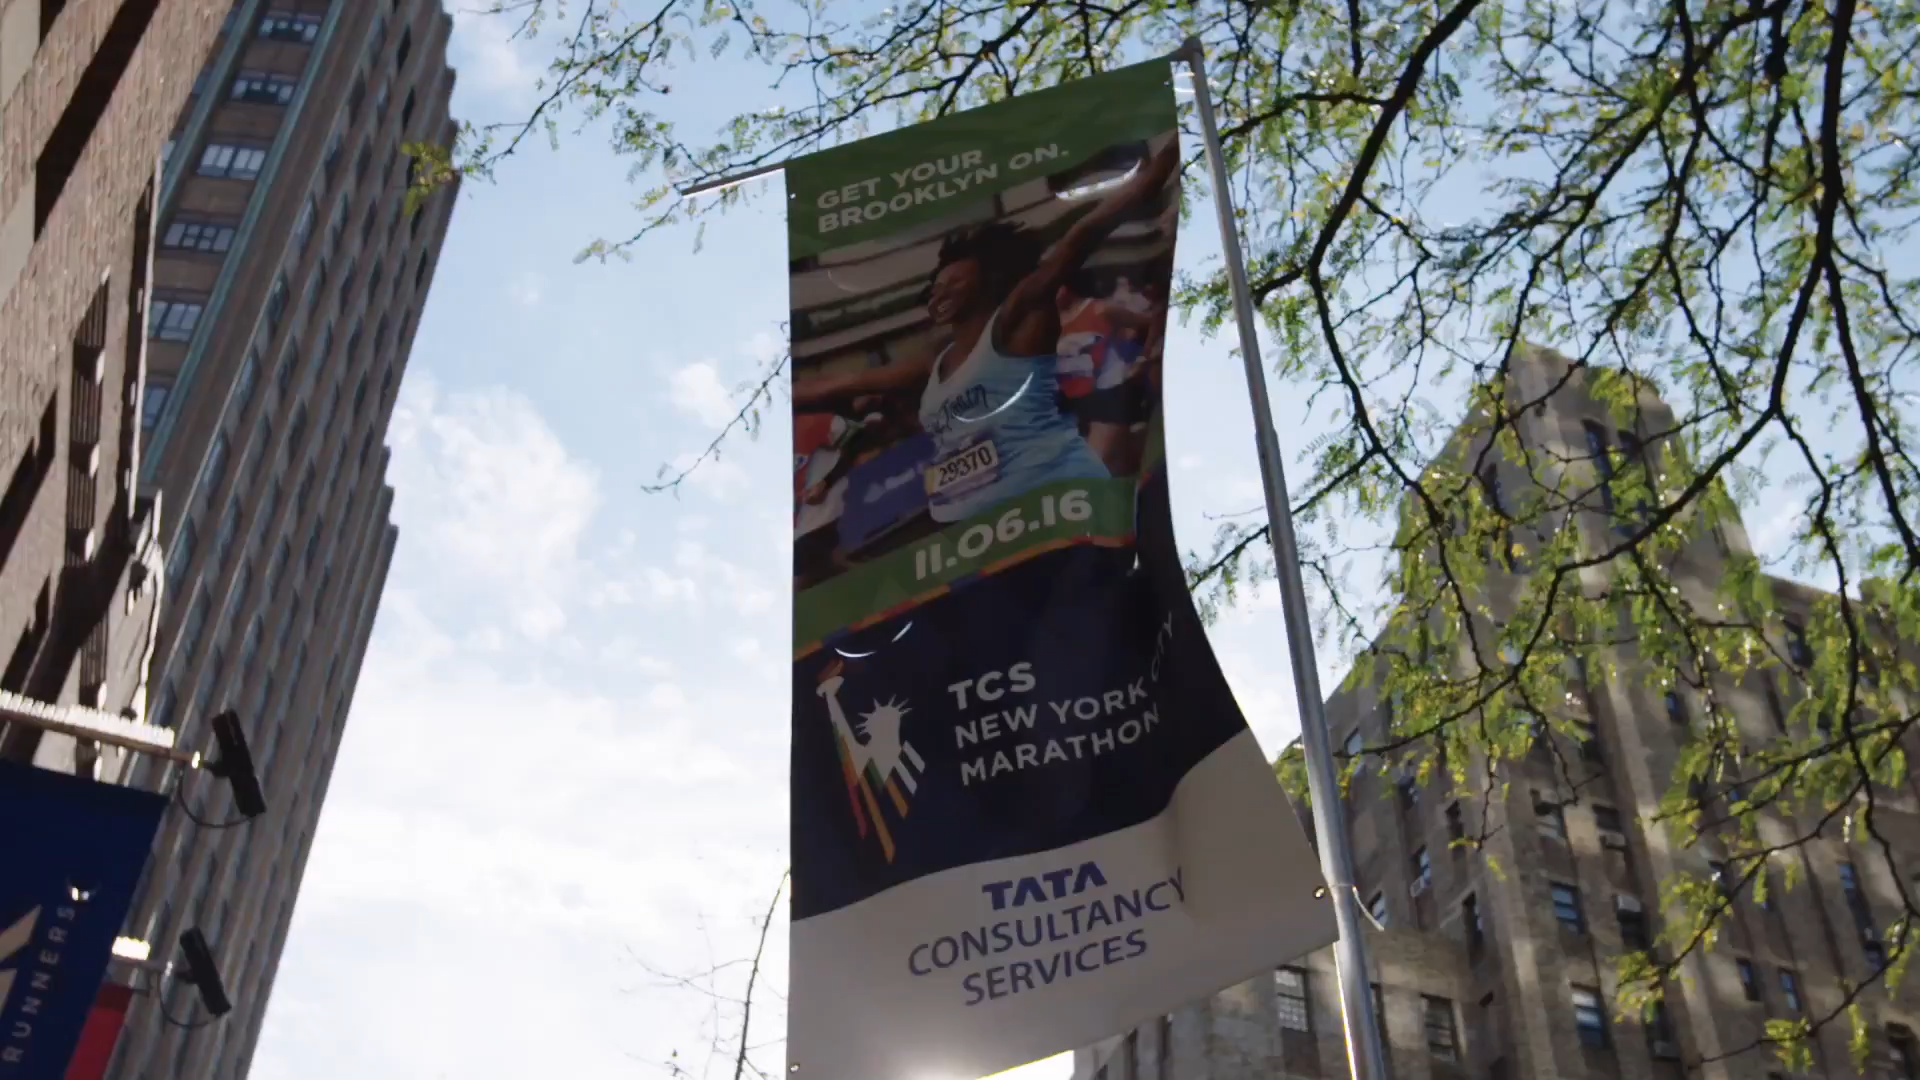 GET YOUR
BROOKLYN ON.
29370
11.06.16
TCS
NEW YORK CITY
MARATHON
TATA
CONSULTANCY
SERVICES
RUNNERS